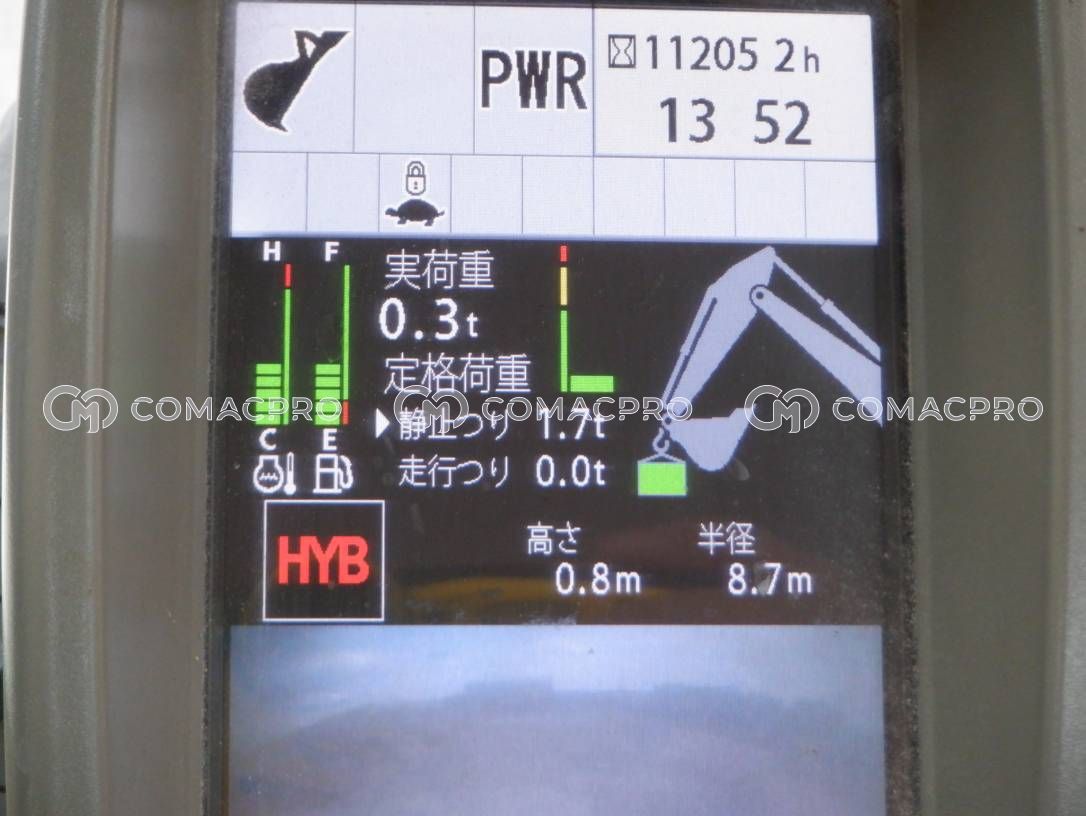 PWR
11205 2h
13 52
H F
実荷重
0.3t
定格荷重
静止つり 1.7t
C E
走行つり 0.0t
COMACPRO COMACPRO COMACPRO
HYB
高さ 半径
0.8m 8.7m